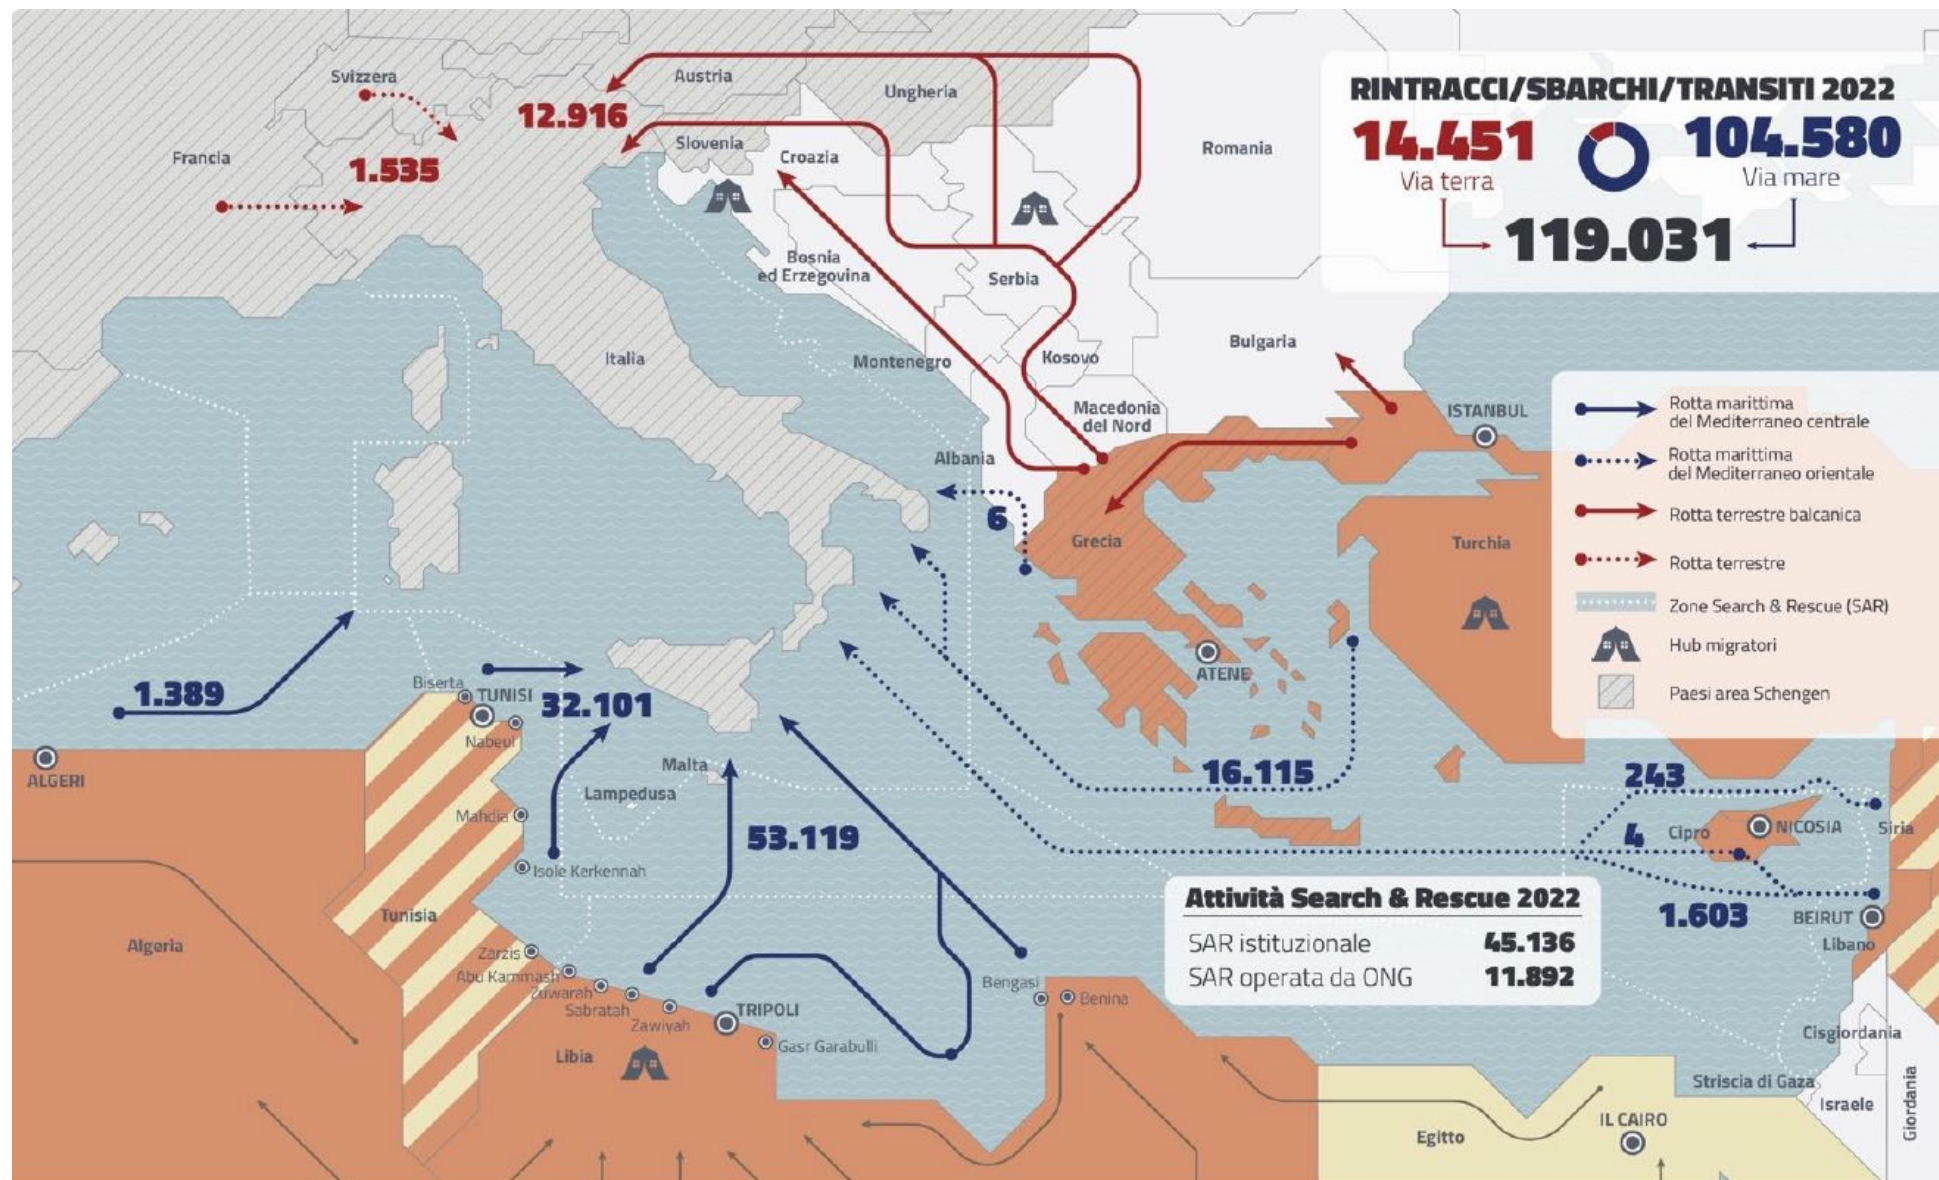 Svizzera
Austria
Ungheria
12.916
Slovenia
Croazia
Francia
1.535
Romania
RINTRACCI/SBARCHI/TRANSITI 2022
14.451
104.580
Via terra
Via mare
119.031
Bosnia
ed Erzegovina
Serbia
Italia
Montenegro
Kosovo
Bulgaria
Macedonia
del Nord
ISTANBUL
Albania
6
Grecia
Turchia
ATENE
Rotta marittima
del Mediterraneo centrale
Rotta marittima
del Mediterraneo orientale
Rotta terrestre balcanica
Rotta terrestre
Zone Search & Rescue (SAR)
Hub migratori
Paesi area Schengen
1.389
Biserta
TUNISI
32.101
Nabeul
ALGERI
Malta
Lampedusa
16.115
243
Mahdia
53.119
4
Cipro
NICOSIA
Siria
Isole Kerkennah
Tunisia
Algeria
Attività Search & Rescue 2022
SAR istituzionale 45.136
SAR operata da ONG 11.892
1.603
BEIRUT
Libano
Zarzis
Abu Kammash
Zuwarah
Sabratah
Zawiyah
TRIPOLI
Gasr Garabulli
Bengasi
Benina
Libia
Cisgiordania
Striscia di Gaza
Israele
Giordania
Egitto
IL CAIRO